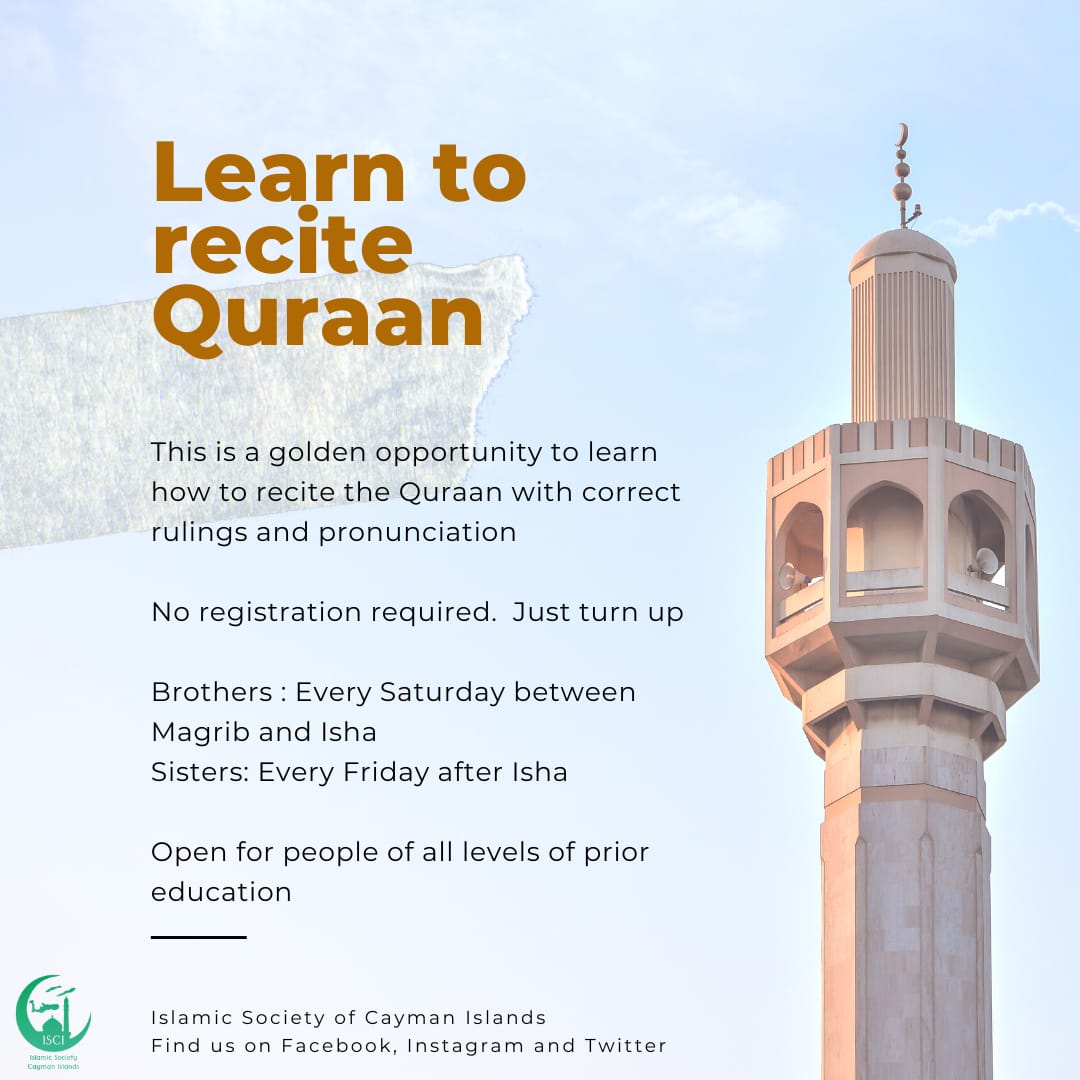 Learn to
recite
Quraan
This is a golden opportunity to learn
how to recite the Quraan with correct
rulings and pronunciation
No registration required.  Just turn up
Brothers : Every Saturday between
Magrib and Isha
Sisters: Every Friday after Isha
Open for people of all levels of prior
education
Islamic Society of Cayman Islands
Find us on Facebook, Instagram and Twitter
ISCI
Islamic Society
Cayman Islands